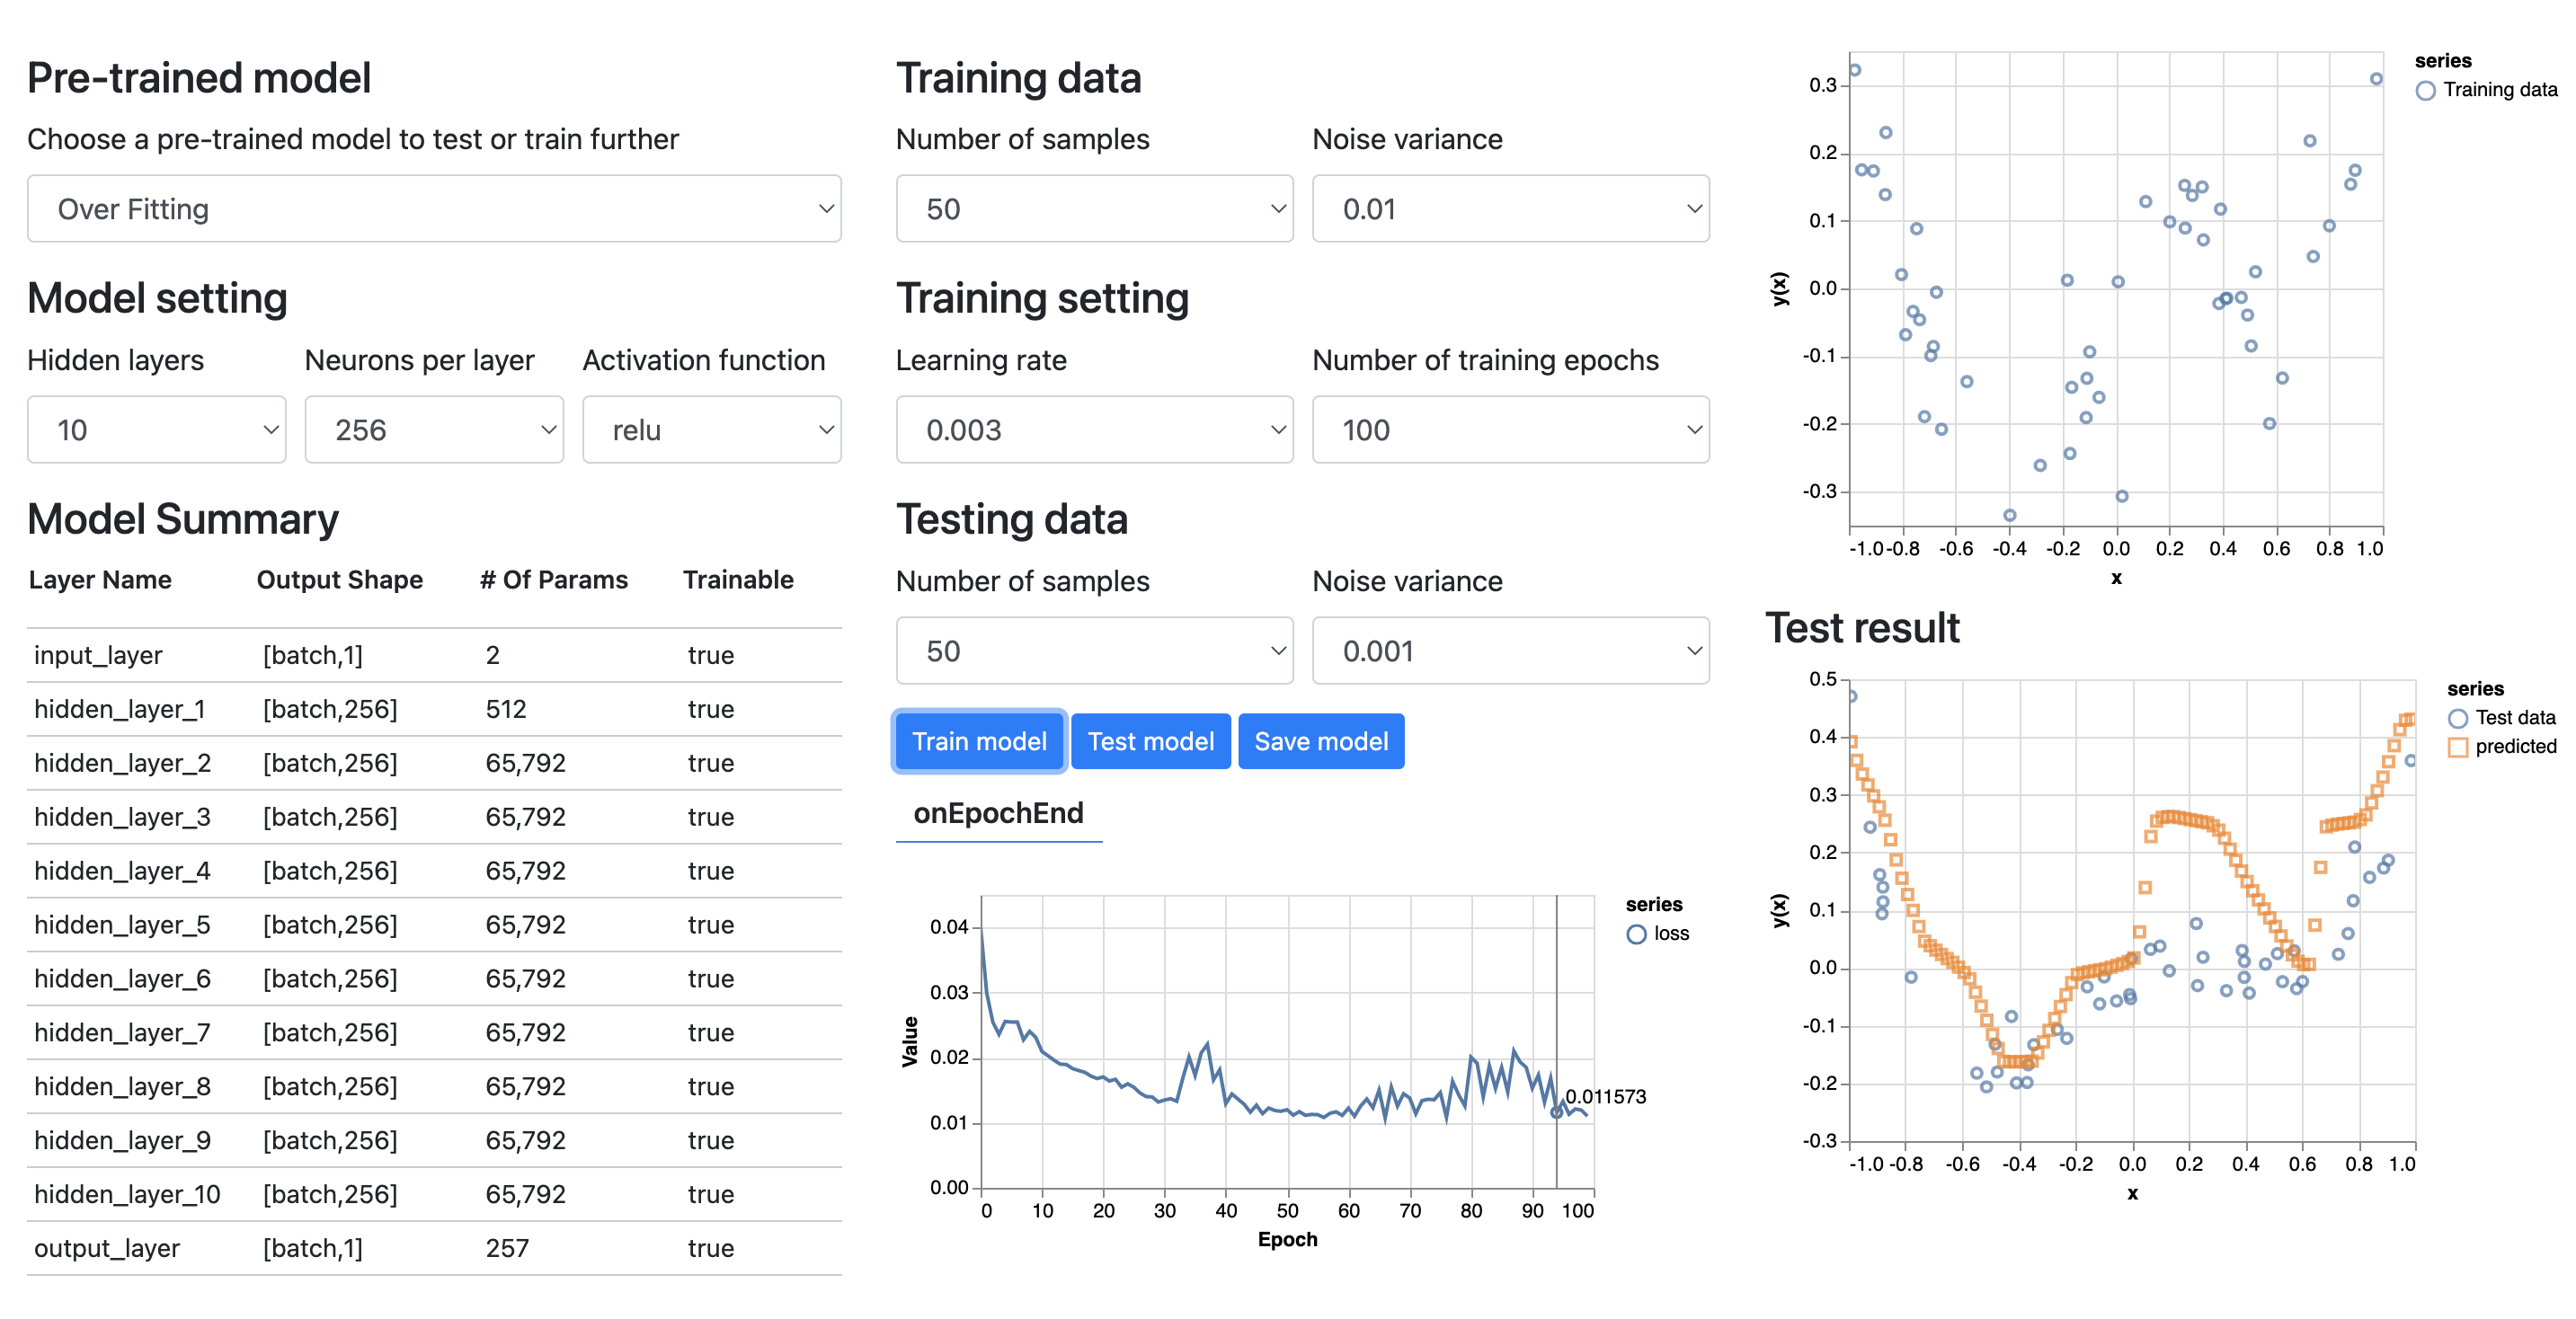 Pre-trained model
Choose a pre-trained model to test or train further
Over Fitting
Model setting
Hidden layers Neurons per layer Activation function
10 256 relu
Model Summary
Layer Name Output Shape # Of Params Trainable
input_layer [batch,1] 2 true
hidden_layer_1 [batch,256] 512 true
hidden_layer_2 [batch,256] 65,792 true
hidden_layer_3 [batch,256] 65,792 true
hidden_layer_4 [batch,256] 65,792 true
hidden_layer_5 [batch,256] 65,792 true
hidden_layer_6 [batch,256] 65,792 true
hidden_layer_7 [batch,256] 65,792 true
hidden_layer_8 [batch,256] 65,792 true
hidden_layer_9 [batch,256] 65,792 true
hidden_layer_10 [batch,256] 65,792 true
output_layer [batch,1] 257 true
Training data
Number of samples Noise variance
50 0.01
Training setting
Learning rate Number of training epochs
0.003 100
Testing data
Number of samples Noise variance
50 0.001
Train model Test model Save model
onEpochEnd
series
loss
0.04
0.03
0.02
0.01
0.00
Value
0.011573
0 10 20 30 40 50 60 70 80 90 100
Epoch
series
Training data
0.3
0.2
0.1
0.0
-0.1
-0.2
-0.3
y(x)
-1.0 -0.8 -0.6 -0.4 -0.2 0.0 0.2 0.4 0.6 0.8 1.0
x
Test result
series
Test data
predicted
0.5
0.4
0.3
0.2
0.1
0.0
-0.1
-0.2
-0.3
y(x)
-1.0 -0.8 -0.6 -0.4 -0.2 0.0 0.2 0.4 0.6 0.8 1.0
x